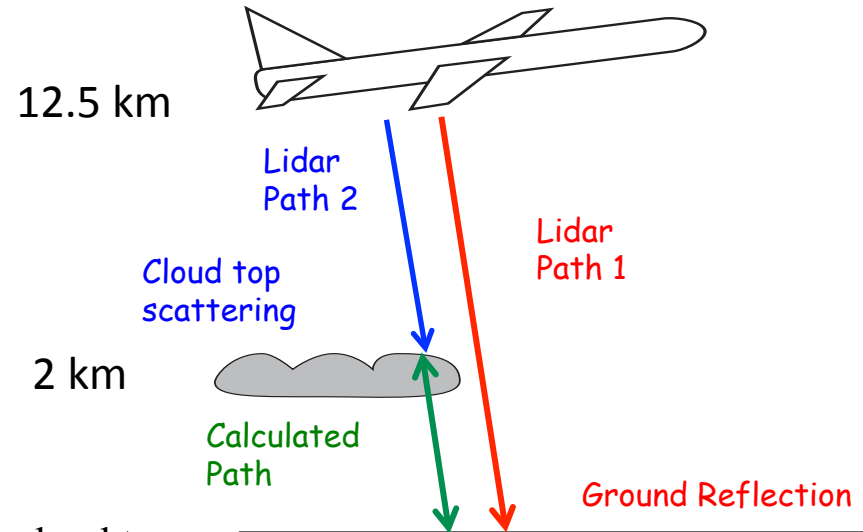 12.5 km
Lidar
Path 2
Lidar
Path 1
Cloud top
scattering
2 km
Calculated
Path
Ground Reflection